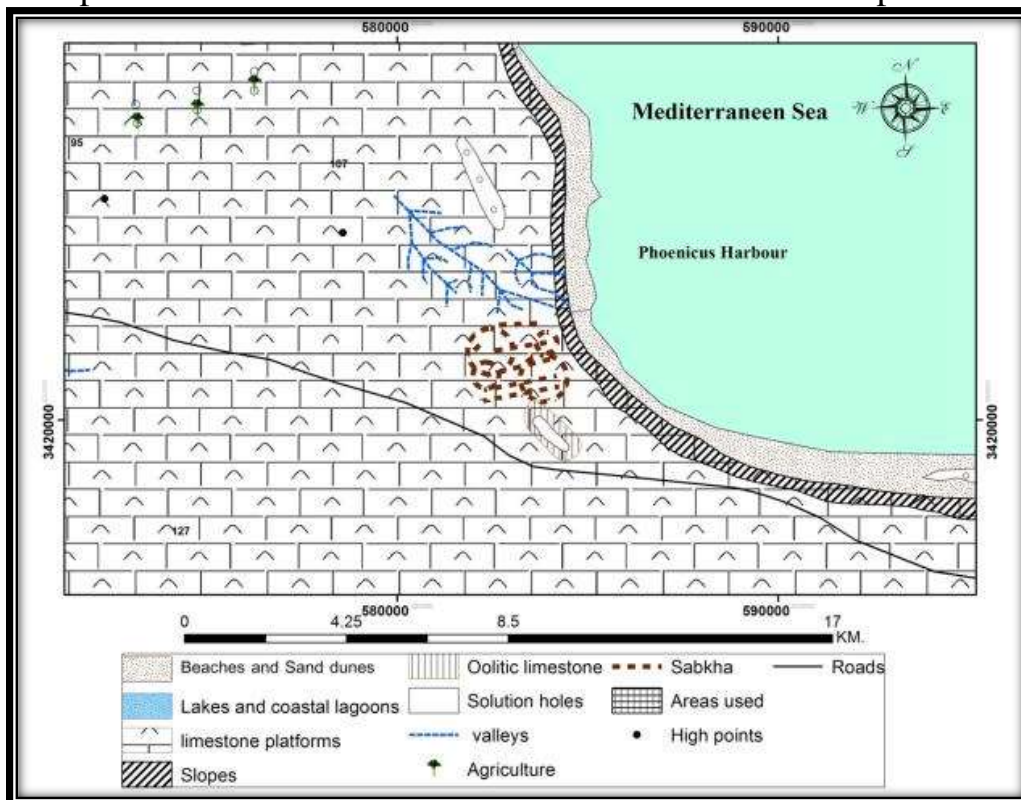 580000
590000
Mediterraneen Sea
N
W
E
S
95
107
Phoenicus Harbour
3420000
3420000
127
580000
590000
0
4.25
8.5
17
KM.
Beaches and Sand dunes
Oolitic limestone
Sabkha
Roads
Lakes and coastal lagoons
Solution holes
Areas used
limestone platforms
valleys
High points
Slopes
Agriculture